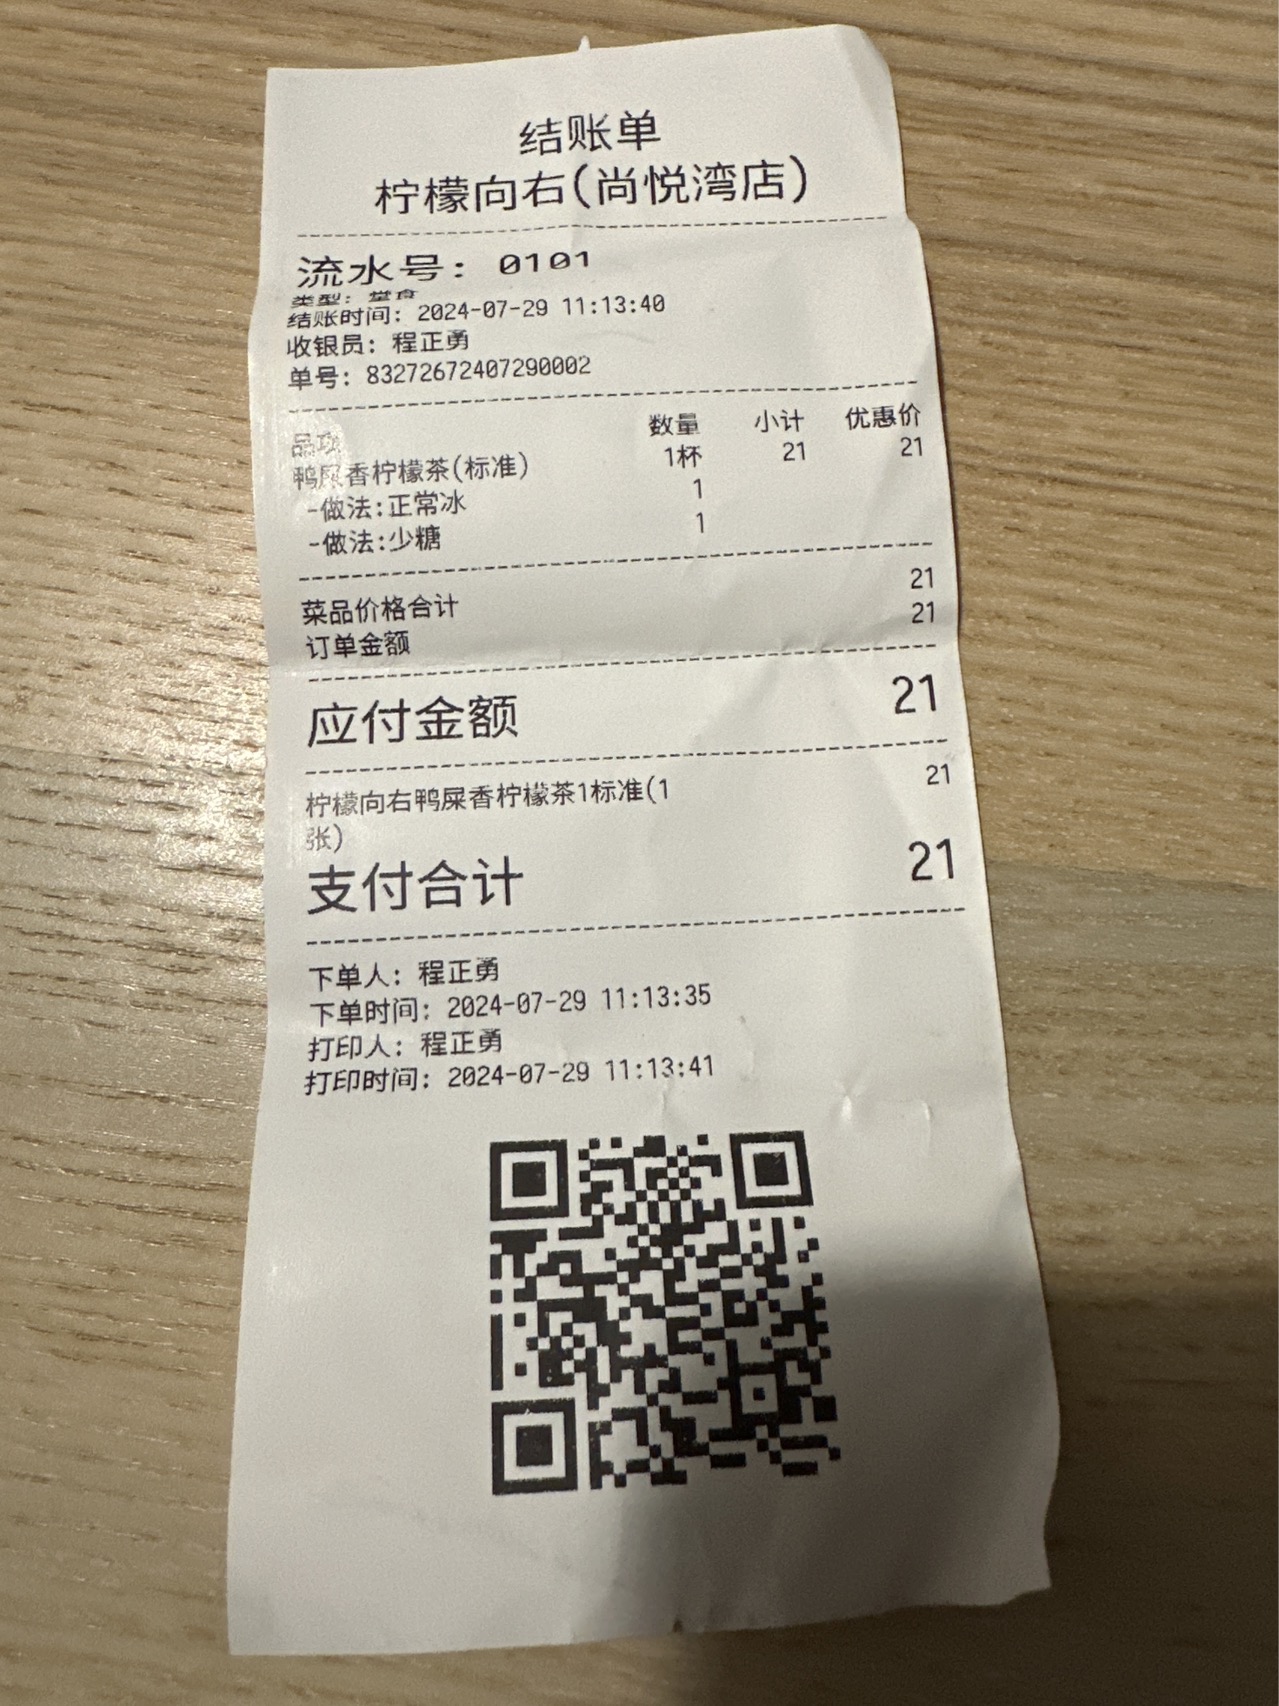 结账单
柠檬向右(尚悦湾店)
流水号: 0101
类型: 堂食
结账时间: 2024-07-29 11:13:40
收银员: 程正勇
单号: 83272672407290002
品项 数量 小计 优惠价
鸭屎香柠檬茶(标准) 1杯 21 21
-做法:正常冰 1
-做法:少糖 1
菜品价格合计 21
订单金额 21
应付金额 21
柠檬向右鸭屎香柠檬茶1标准(1 21
张)
支付合计 21
下单人: 程正勇
下单时间: 2024-07-29 11:13:35
打印人: 程正勇
打印时间: 2024-07-29 11:13:41